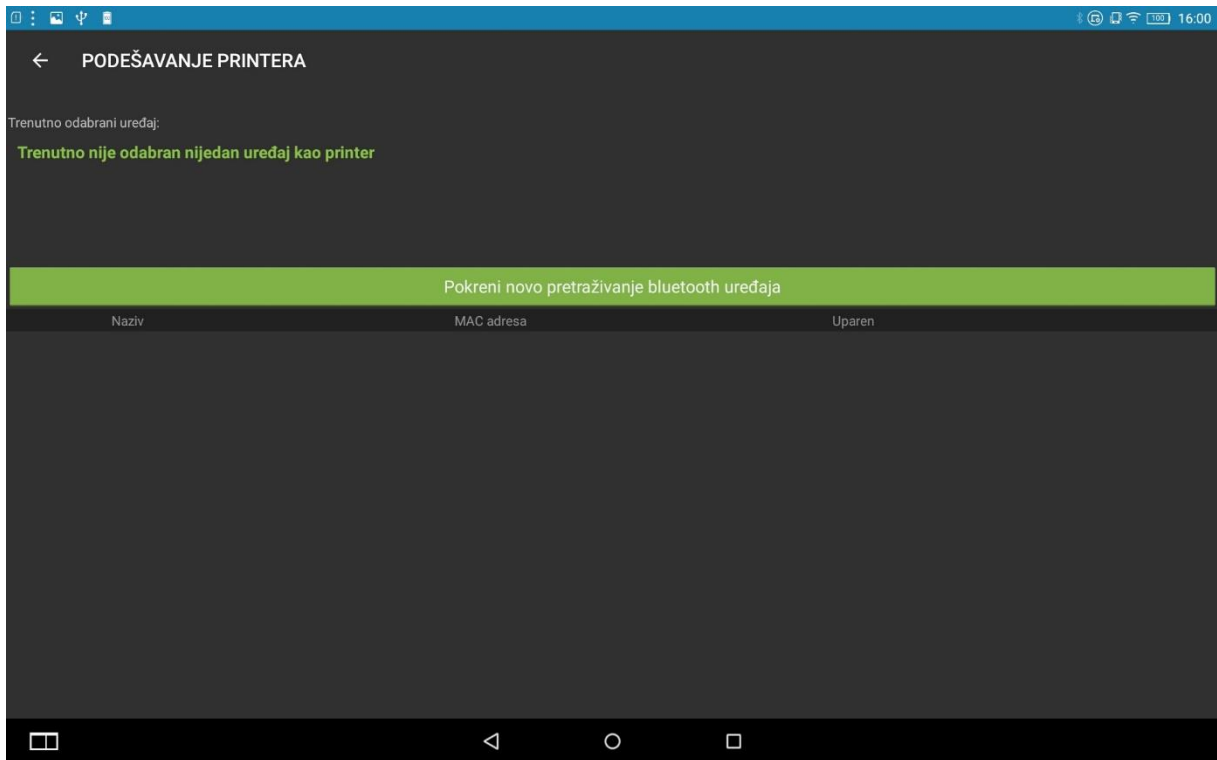 100 16:00
PODEŠAVANJE PRINTERA
Trenutno odabrani uređaj:
Trenutno nije odabran nijedan uređaj kao printer
Pokreni novo pretraživanje bluetooth uređaja
Naziv MAC adresa Uparen